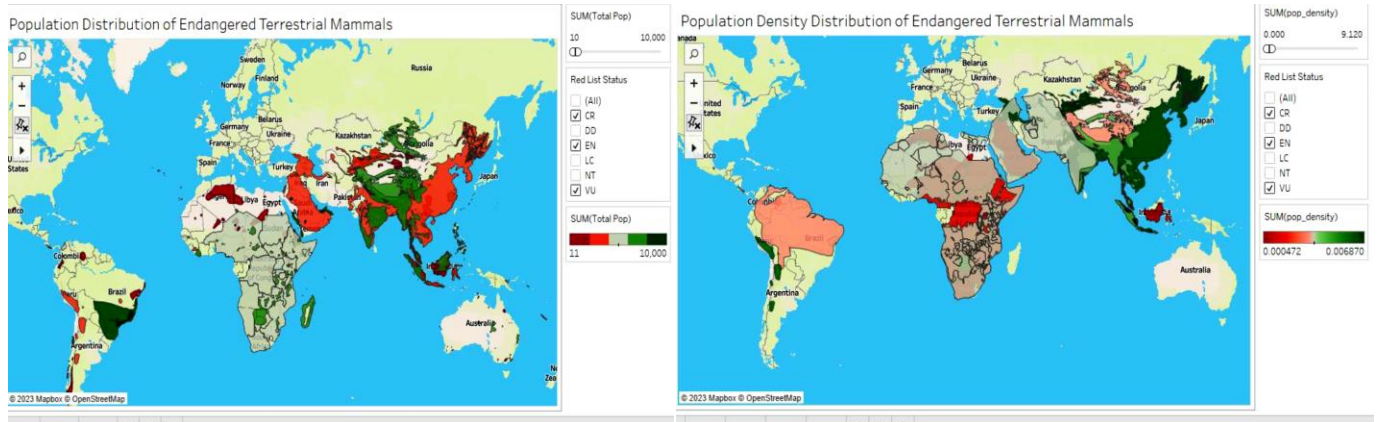 Population Distribution of Endangered Terrestrial Mammals
Sweden
Finland
Norway
Russia
Belarus
Germany
Ukraine
France
Kazakhstan
Mongolia
Spain
Turkey
Japan
States
Iraq
Iran
Pakistan
Libya
Egypt
Sudan
Colombia
Brazil
Argentina
Australia
© 2023 Mapbox © OpenStreetMap
SUM(Total Pop)
10 10,000
Red List Status
(All)
CR
DD
EN
LC
NT
VU
SUM(Total Pop)
11 10,000
Population Density Distribution of Endangered Terrestrial Mammals
Belarus
Germany
Ukraine
France
Kazakhstan
Spain
Turkey
Japan
Egypt
Brazil
Argentina
Australia
© 2023 Mapbox © OpenStreetMap
SUM(pop_density)
0.000 9.120
Red List Status
(All)
CR
DD
EN
LC
NT
VU
SUM(pop_density)
0.000472 0.006870